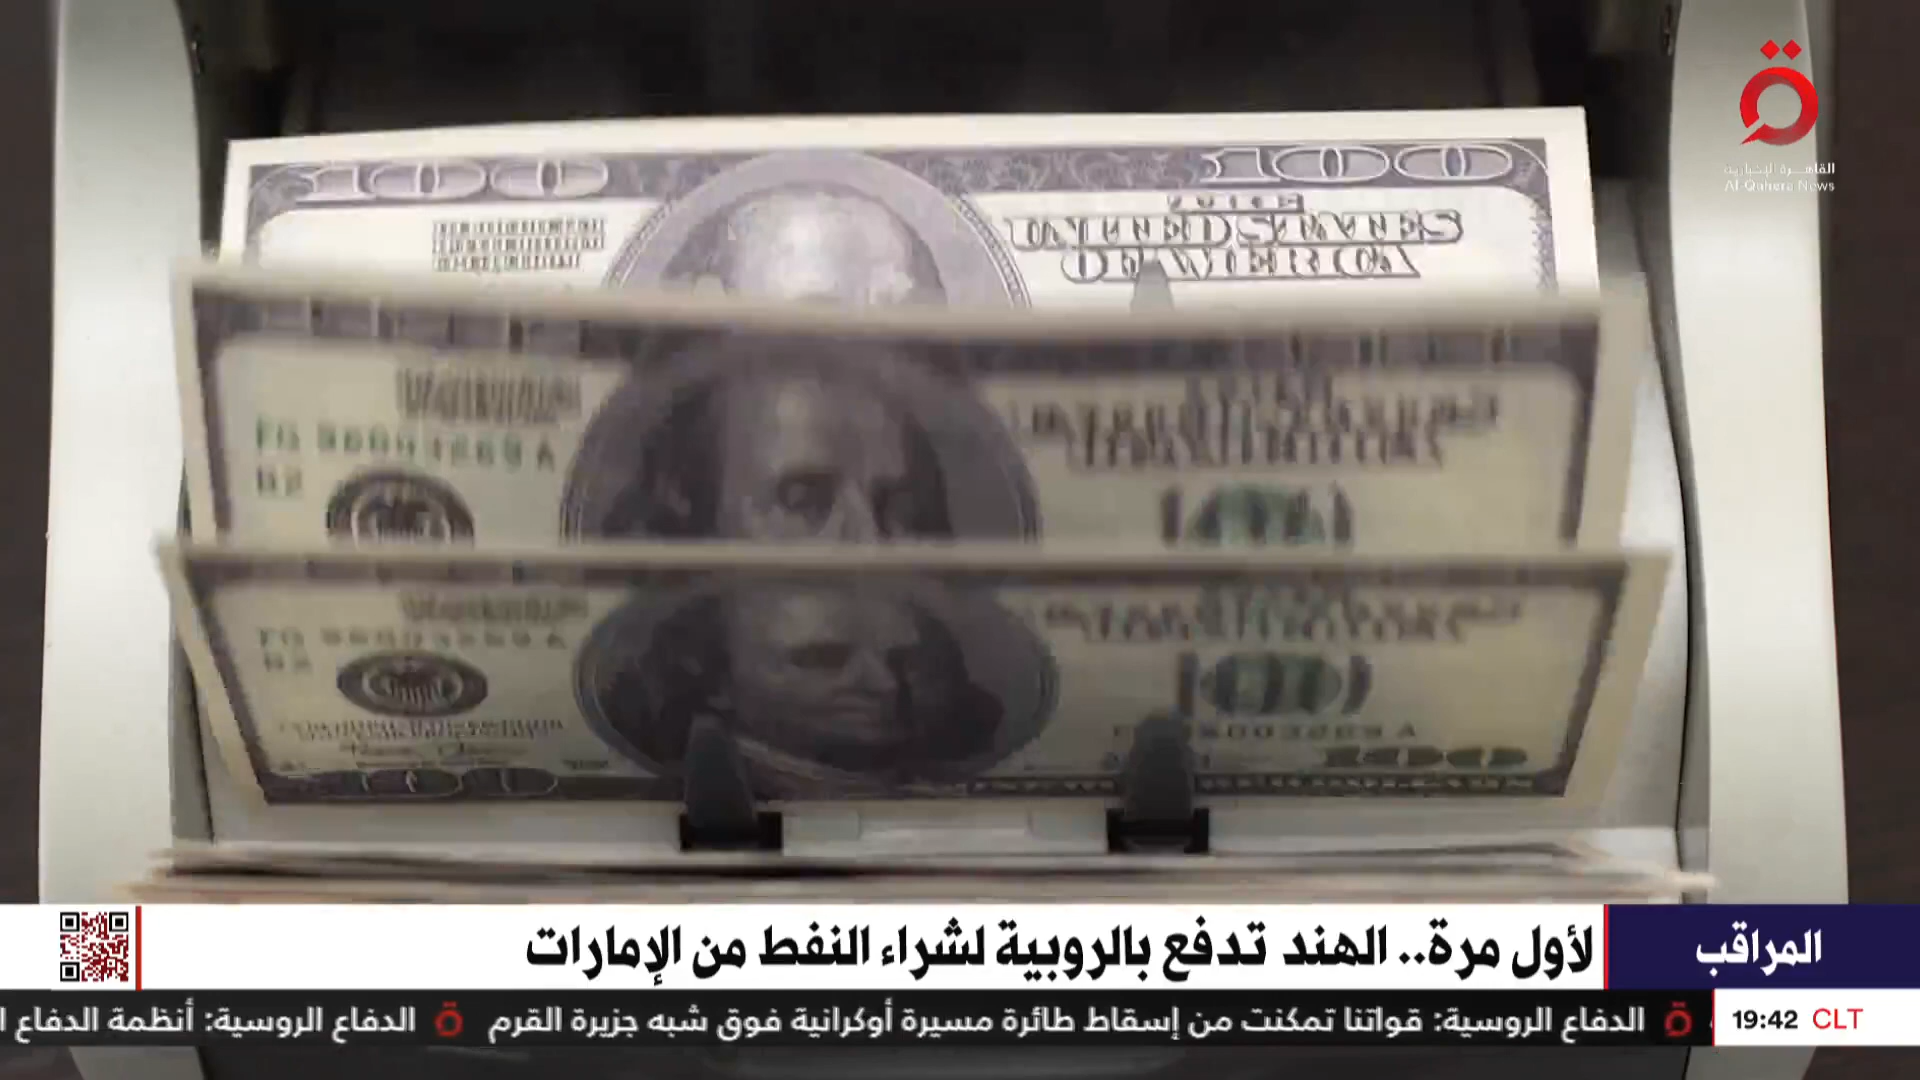 القاهرة الإخبارية
Al Qahera News
100
100
UNITED STATES
OF AMERICA
100
المراقب
لأول مرة.. الهند تدفع بالروبية لشراء النفط من الإمارات
19:42 CLT
الدفاع الروسية: قواتنا تمكنت من إسقاط طائرة مسيرة أوكرانية فوق شبه جزيرة القرم
الدفاع الروسية: أنظمة الدفاع ا